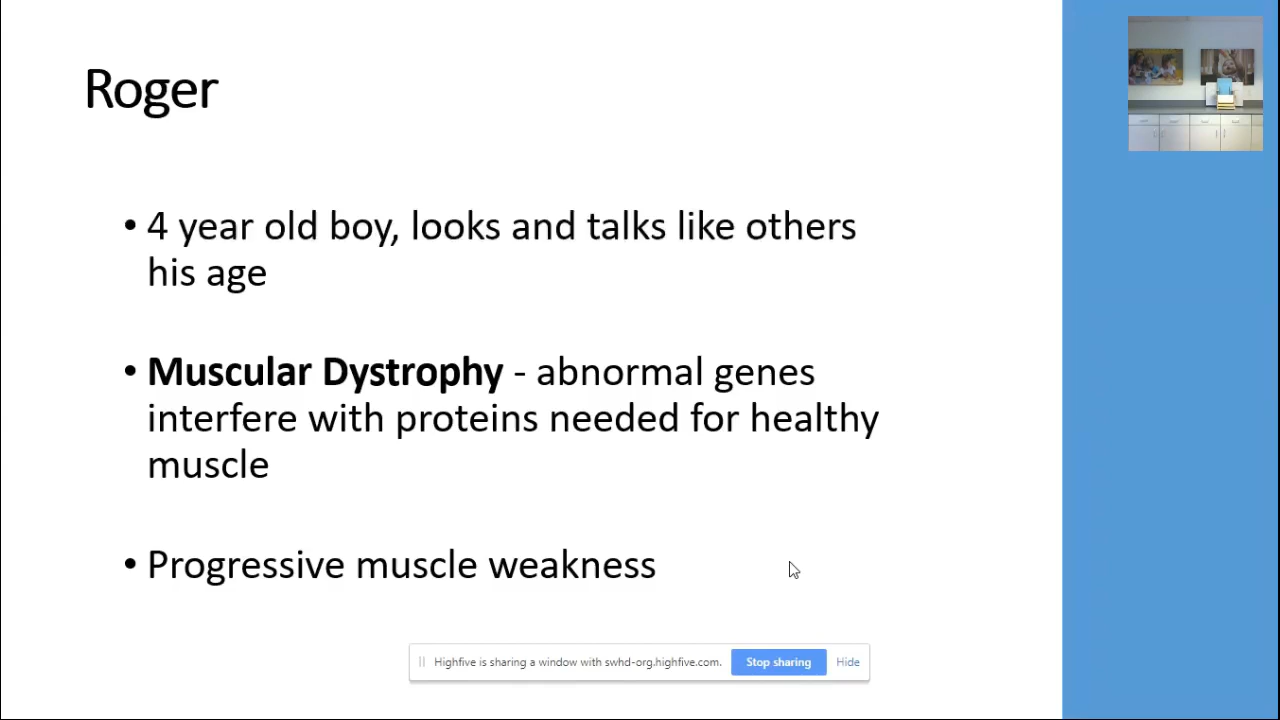 Roger
• 4 year old boy, looks and talks like others
his age
• Muscular Dystrophy - abnormal genes
interfere with proteins needed for healthy
muscle
• Progressive muscle weakness
Highfive is sharing a window with swhd-org.highfive.com. Stop sharing Hide